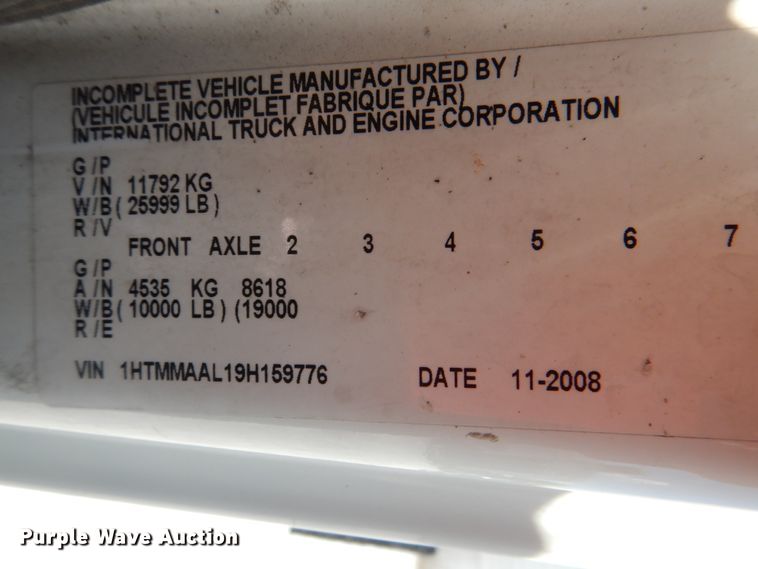 INCOMPLETE VEHICLE MANUFACTURED BY /
(VEHICULE INCOMPLET FABRIQUE PAR)
INTERNATIONAL TRUCK AND ENGINE CORPORATION
G / P
V / N 11792 KG
W/B ( 25999 LB )
R / V
FRONT AXLE 2 3 4 5 6 7
G / P
A / N 4535 KG 8618
W/B ( 10000 LB ) (19000
R / E
VIN 1HTMMAAL19H159776 DATE 11-2008
Purple Wave Auction